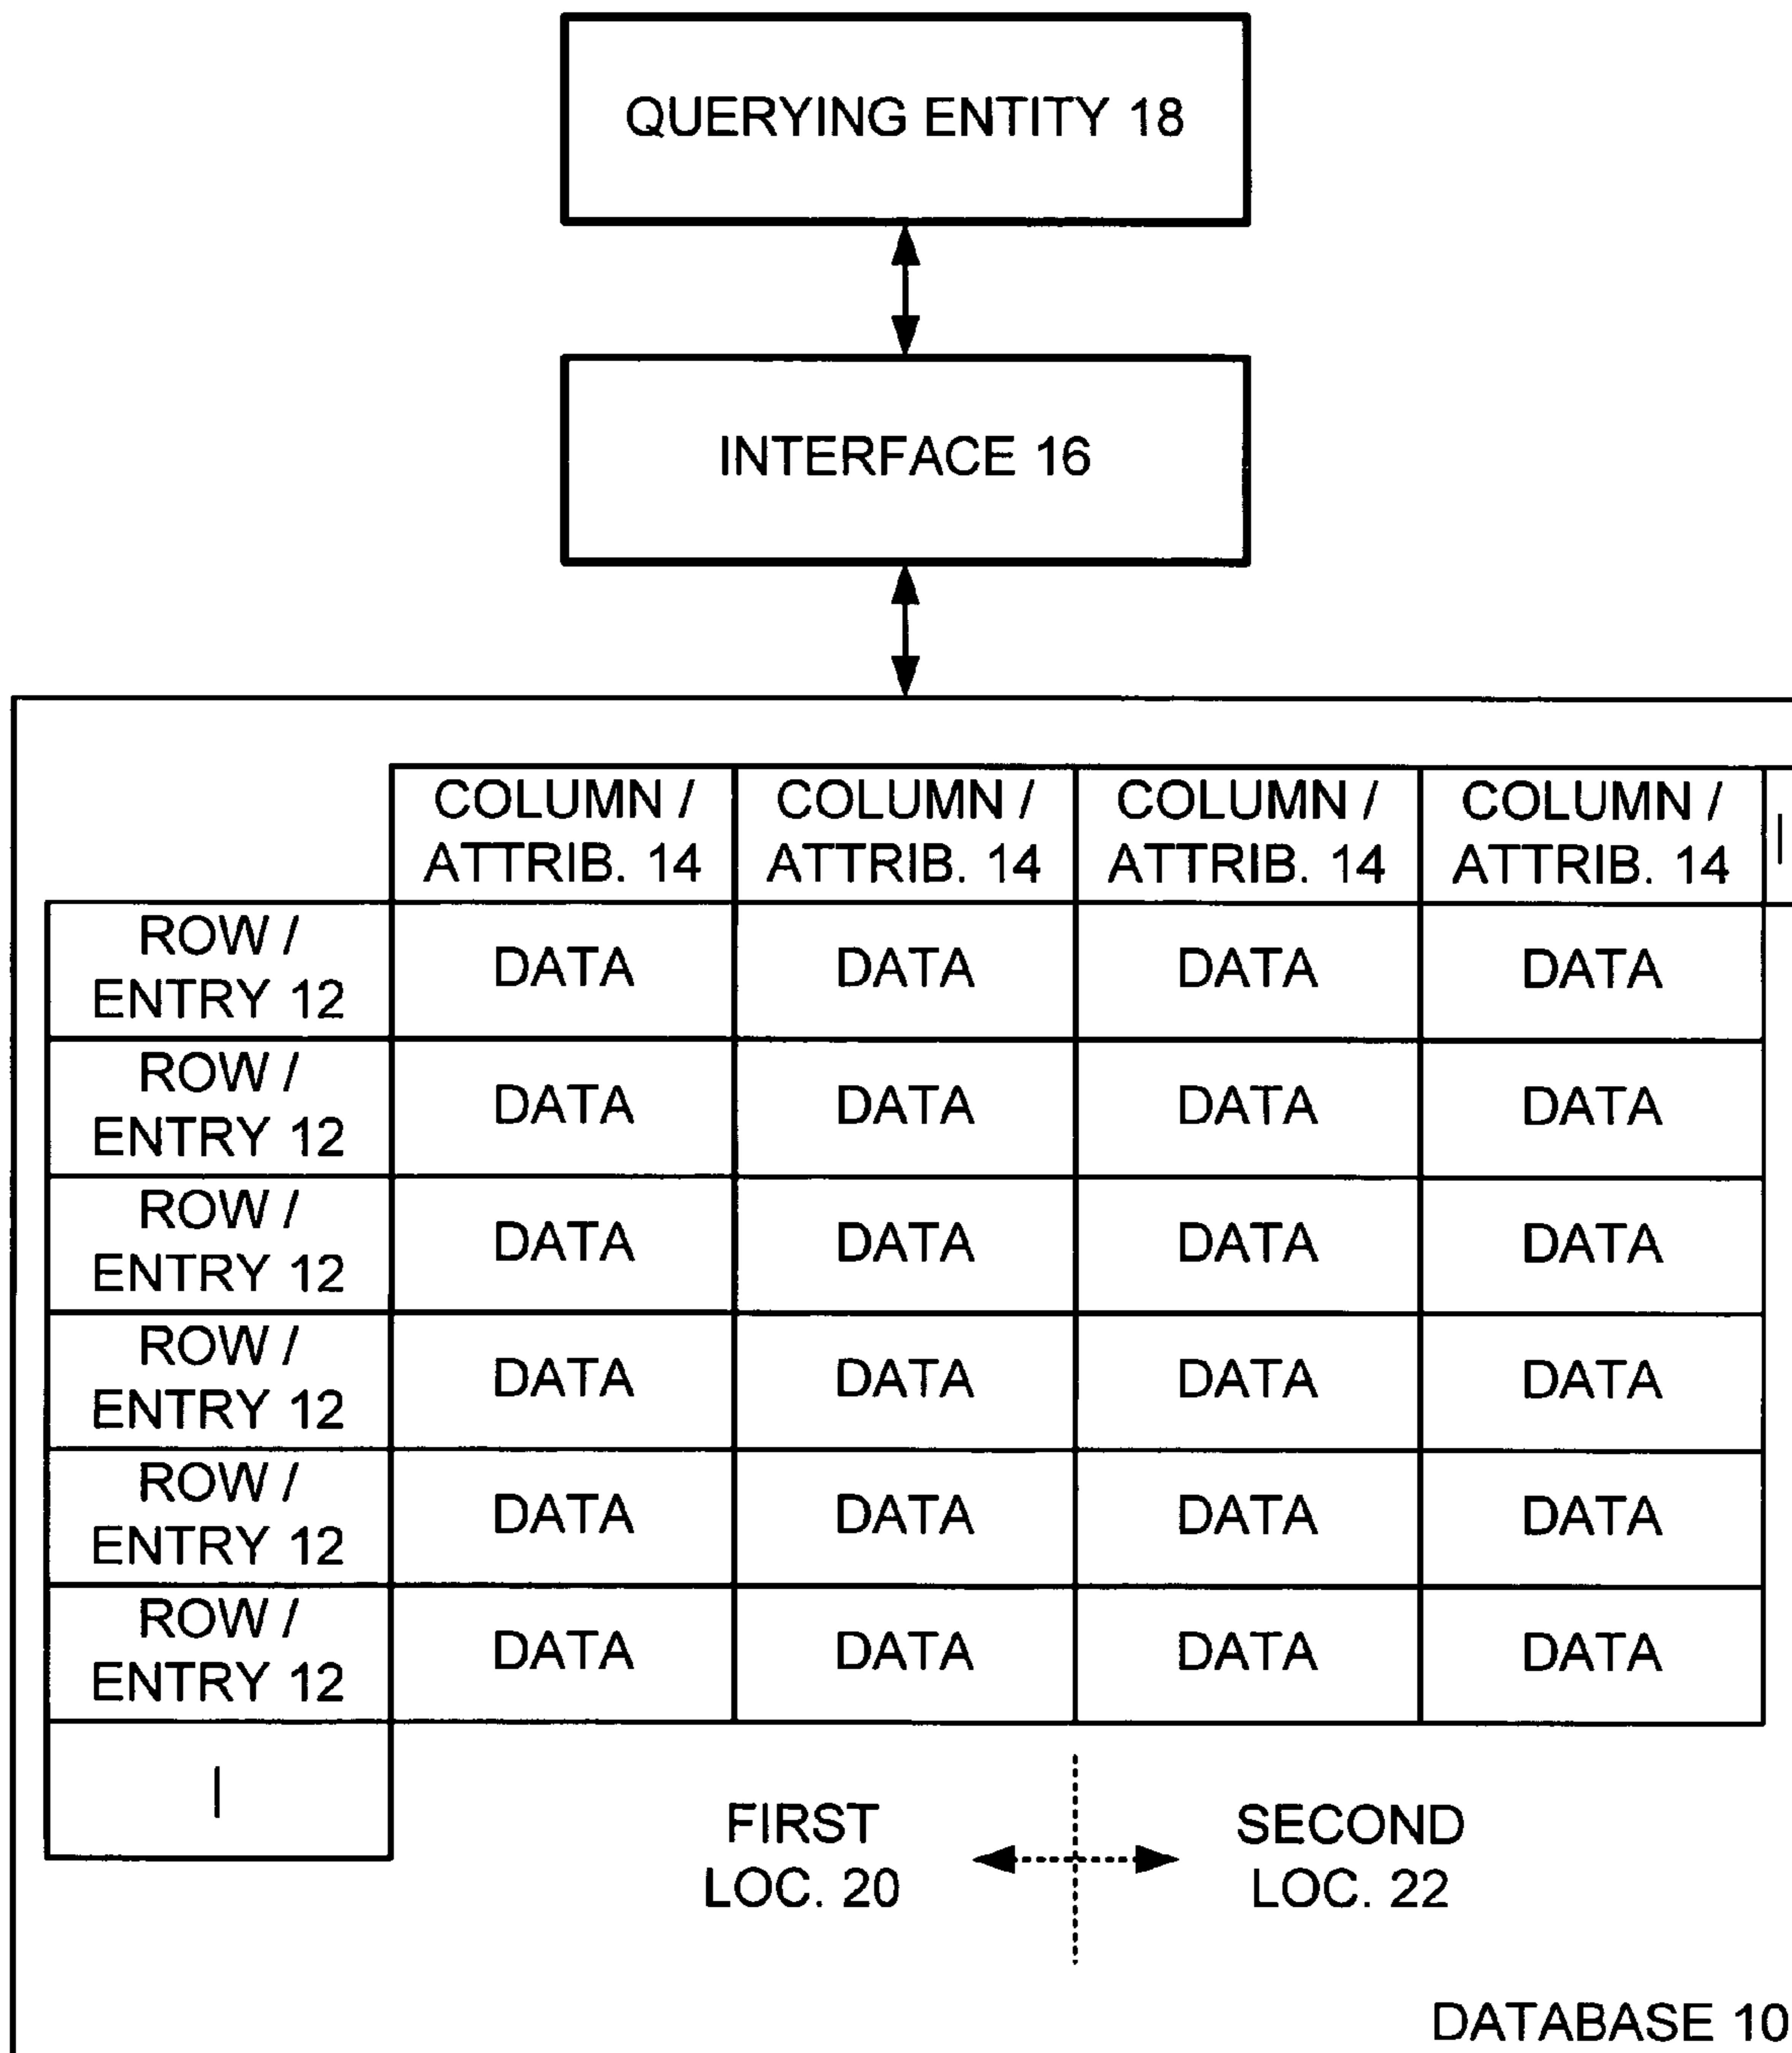 QUERYING ENTITY 18
INTERFACE 16
COLUMN / COLUMN / COLUMN / COLUMN /
ATTRIB. 14 ATTRIB. 14 ATTRIB. 14 ATTRIB. 14
ROW /
ENTRY 12 DATA DATA DATA DATA
ROW /
ENTRY 12 DATA DATA DATA DATA
ROW /
ENTRY 12 DATA DATA DATA DATA
ROW /
ENTRY 12 DATA DATA DATA DATA
ROW /
ENTRY 12 DATA DATA DATA DATA
ROW /
ENTRY 12 DATA DATA DATA DATA
FIRST SECOND
LOC. 20 LOC. 22
DATABASE 10